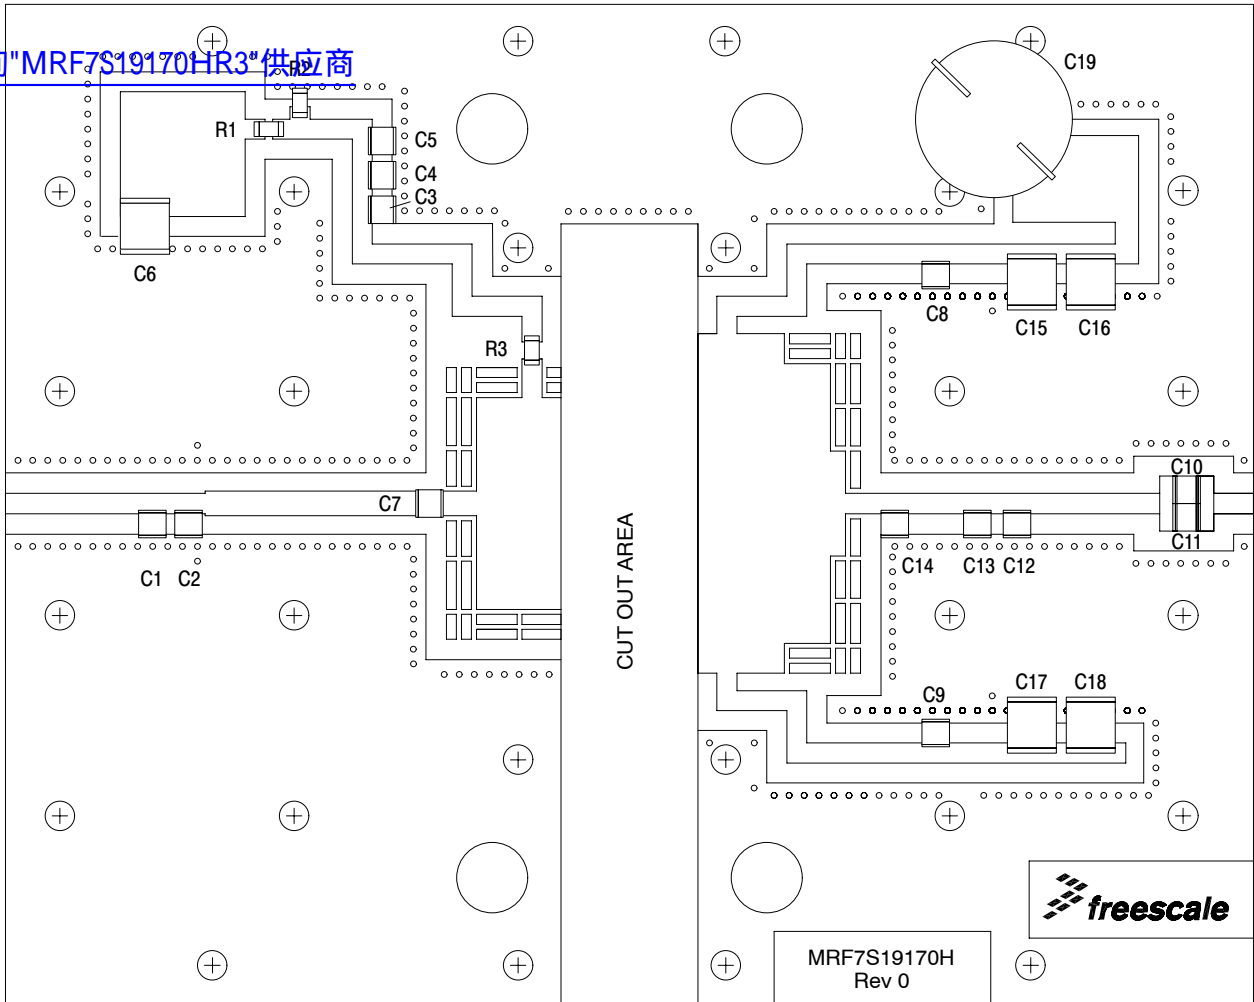 "MRF7S19170HR3"供应商
R2
C19
R1
C5
C4
C3
C6
C8
C15
C16
R3
C7
C10
C11
C1
C2
C14
C13
C12
CUT OUT AREA
C9
C17
C18
freescale
MRF7S19170H
Rev 0